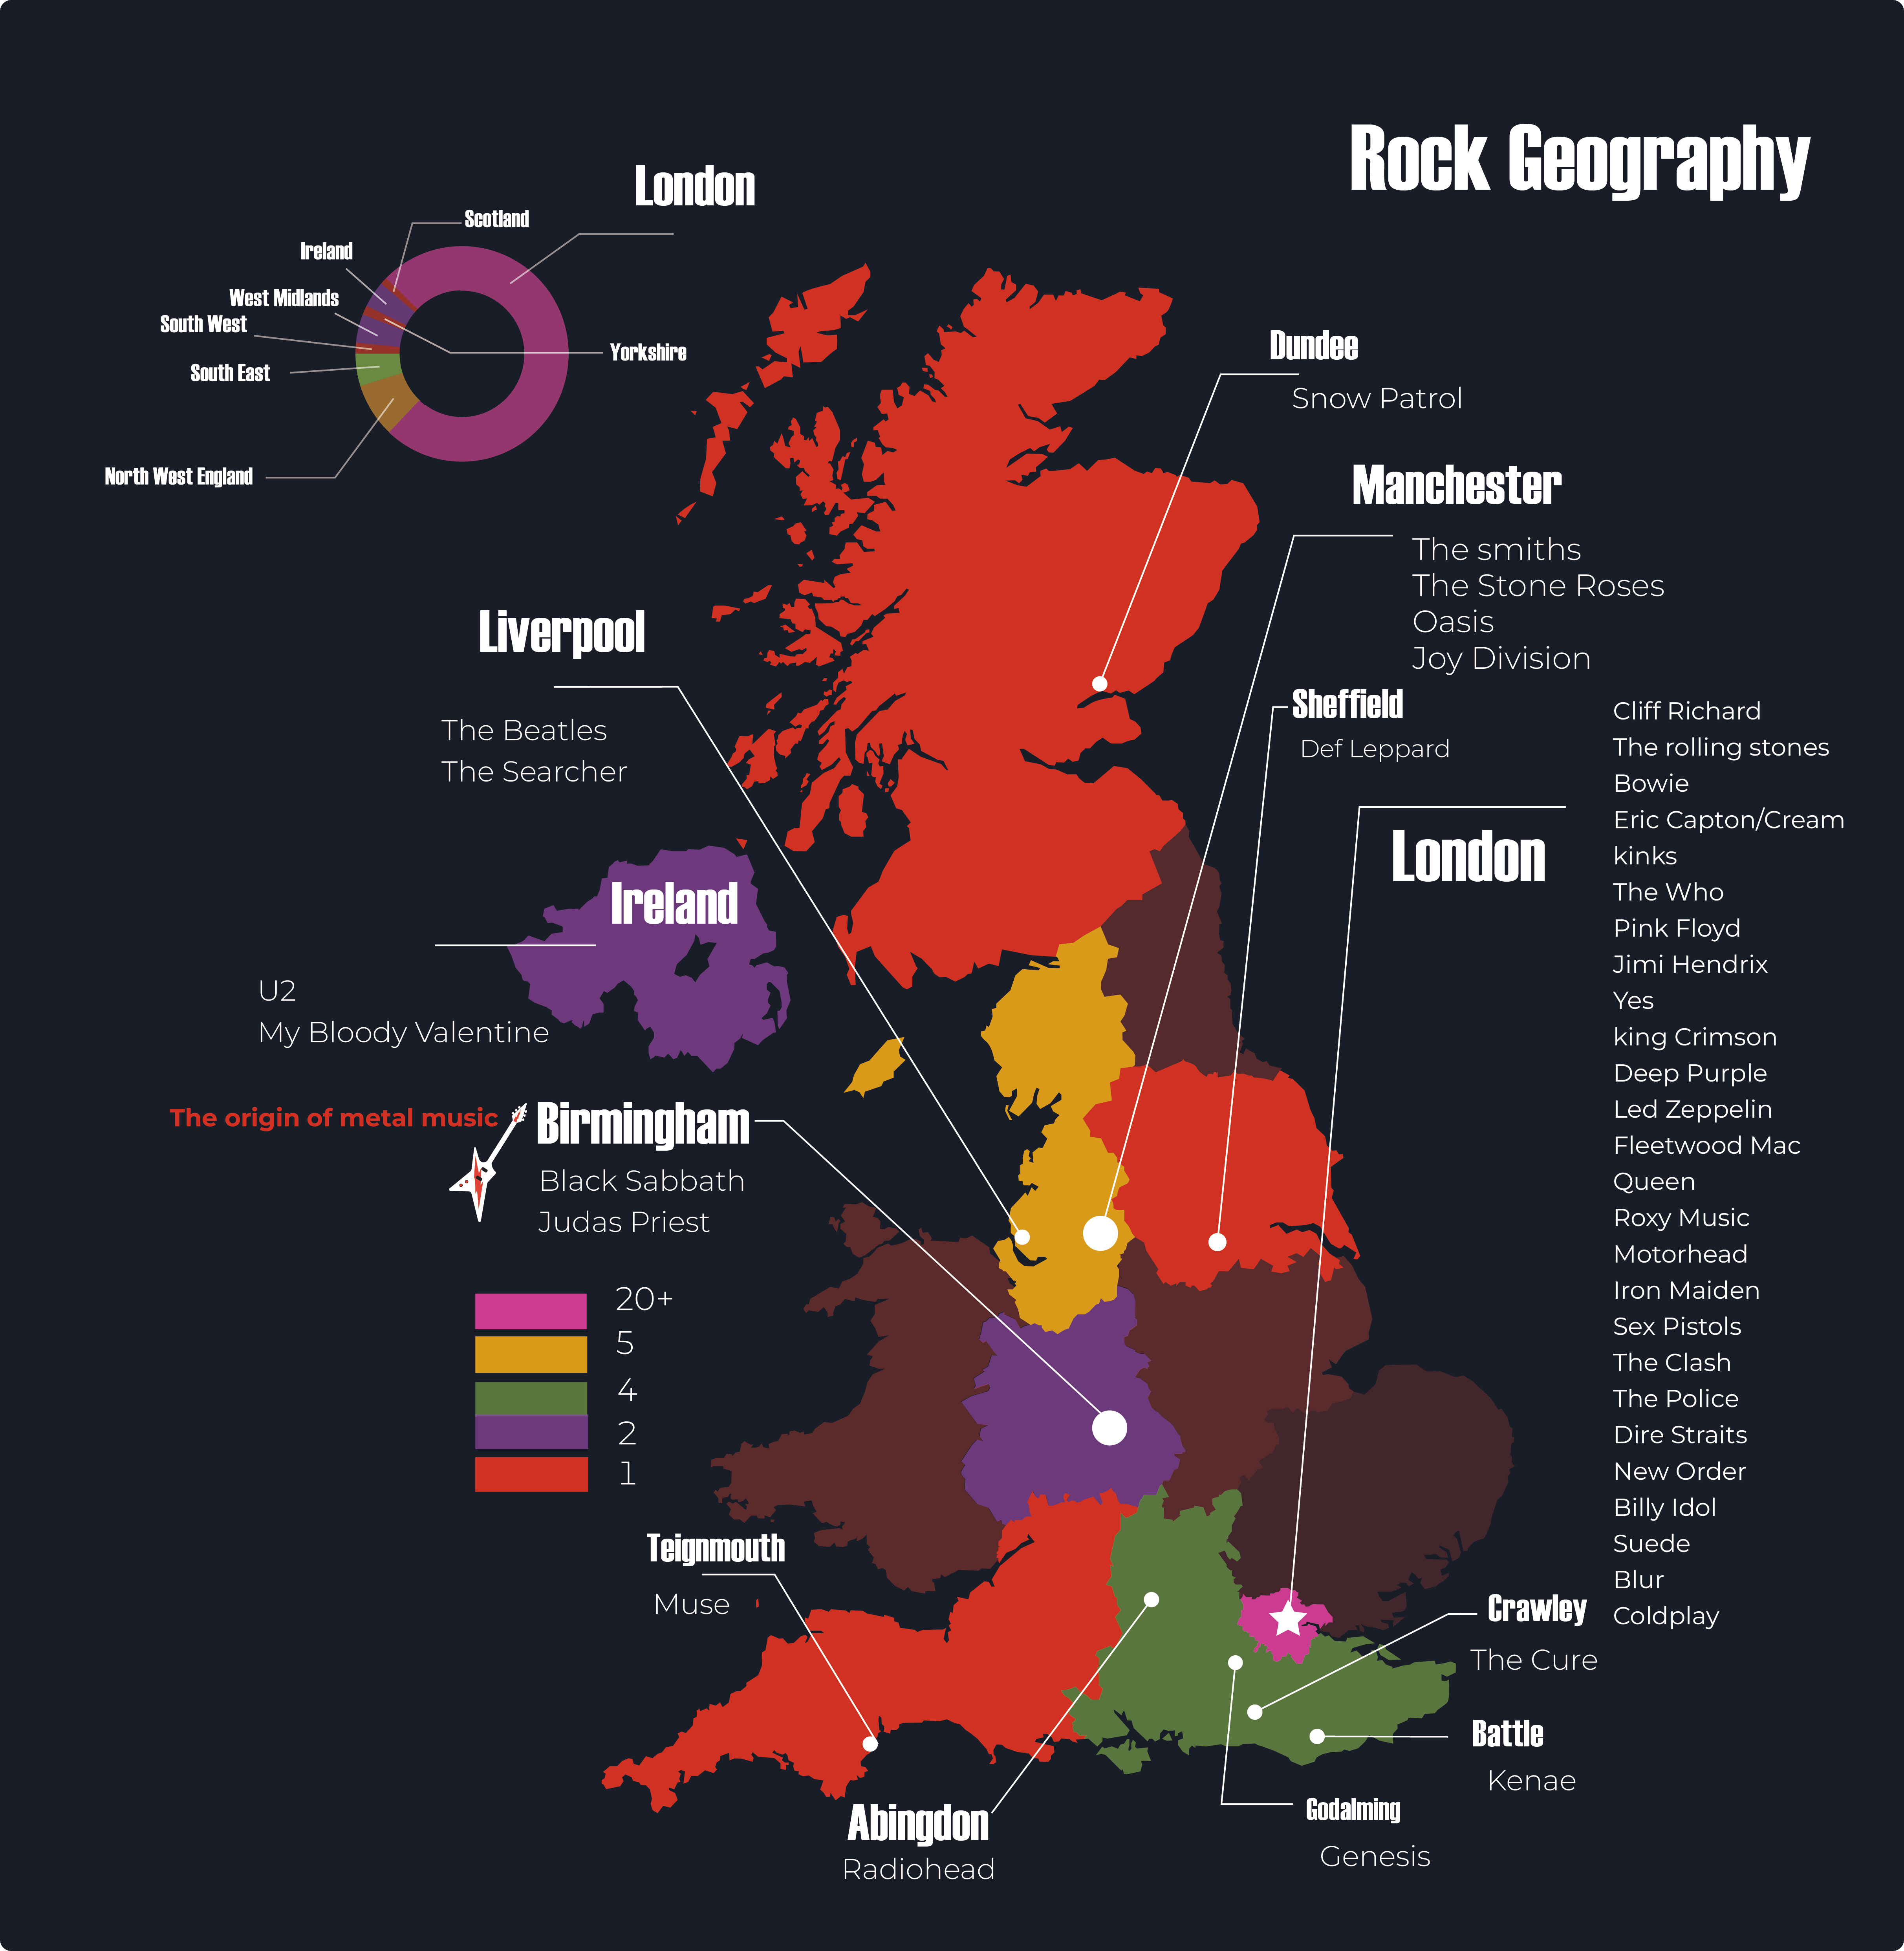 Rock Geography
London
Scotland
Ireland
West Midlands
South West
South East
Yorkshire
North West England
Dundee
Snow Patrol
Manchester
The smiths
The Stone Roses
Oasis
Joy Division
Liverpool
The Beatles
The Searcher
Sheffield
Def Leppard
London
Cliff Richard
The rolling stones
Bowie
Eric Capton/Cream
kinks
The Who
Pink Floyd
Jimi Hendrix
Yes
king Crimson
Deep Purple
Led Zeppelin
Fleetwood Mac
Queen
Roxy Music
Motorhead
Iron Maiden
Sex Pistols
The Clash
The Police
Dire Straits
New Order
Billy Idol
Suede
Blur
Coldplay
Ireland
U2
My Bloody Valentine
The origin of metal music
Birmingham
Black Sabbath
Judas Priest
20+
5
4
2
1
Teignmouth
Muse
Crawley
The Cure
Battle
Kenae
Godalming
Genesis
Abingdon
Radiohead